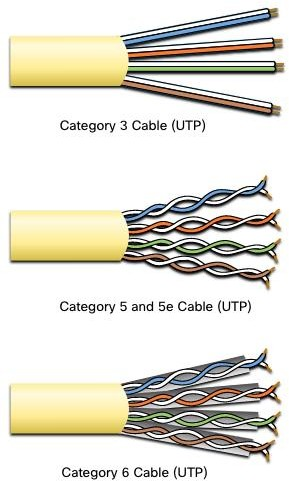 Category 3 Cable (UTP)
Category 5 and 5e Cable (UTP)
Category 6 Cable (UTP)